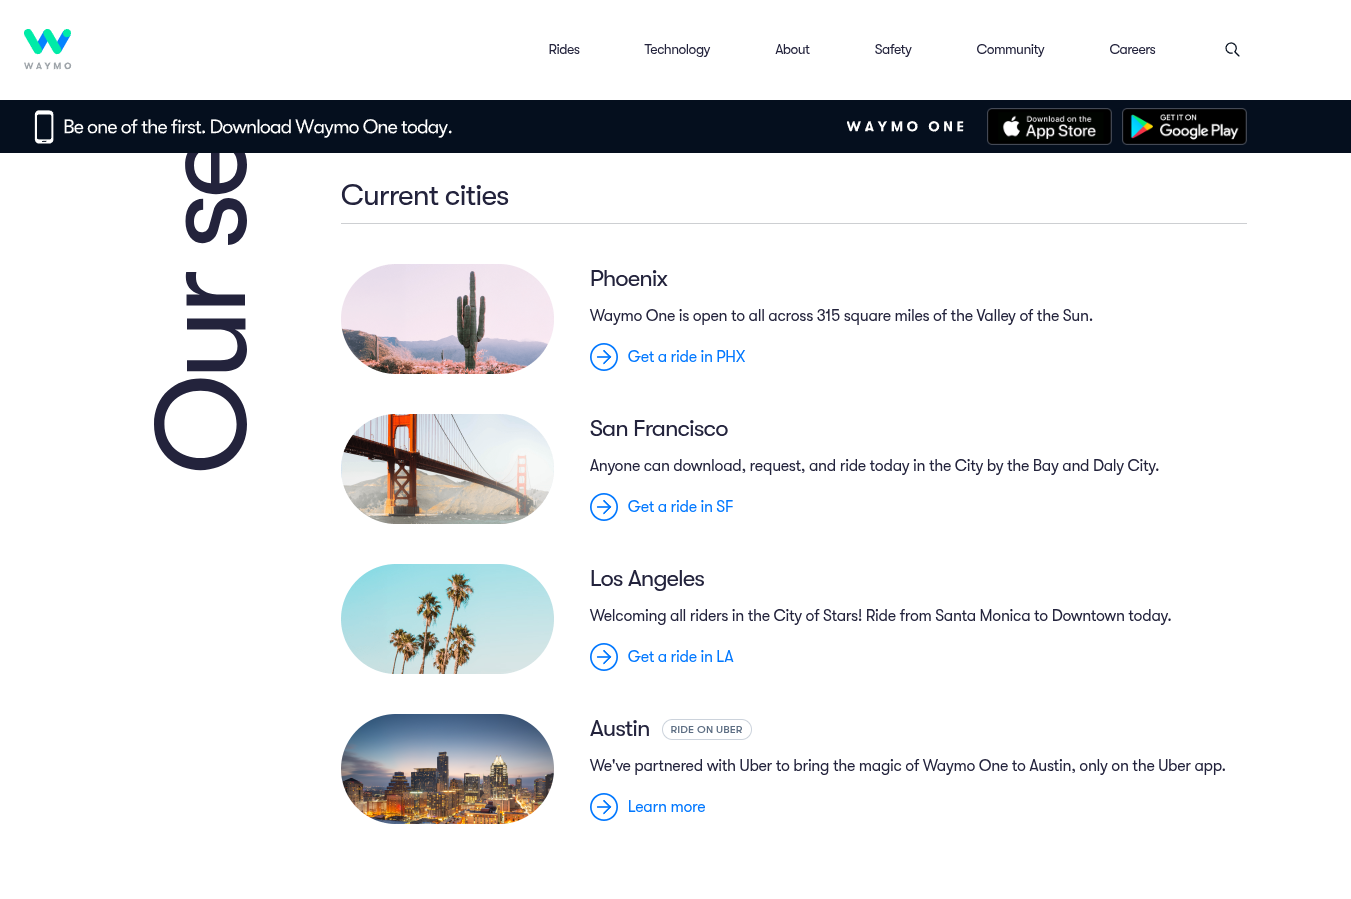 WAYMO
Rides
Technology
About
Safety
Community
Careers
Be one of the first. Download Waymo One today.
WAYMO ONE
Download on the
App Store
GET IT ON
Google Play
Our se
Current cities
Phoenix
Waymo One is open to all across 315 square miles of the Valley of the Sun.
Get a ride in PHX
San Francisco
Anyone can download, request, and ride today in the City by the Bay and Daly City.
Get a ride in SF
Los Angeles
Welcoming all riders in the City of Stars! Ride from Santa Monica to Downtown today.
Get a ride in LA
Austin RIDE ON UBER
We've partnered with Uber to bring the magic of Waymo One to Austin, only on the Uber app.
Learn more